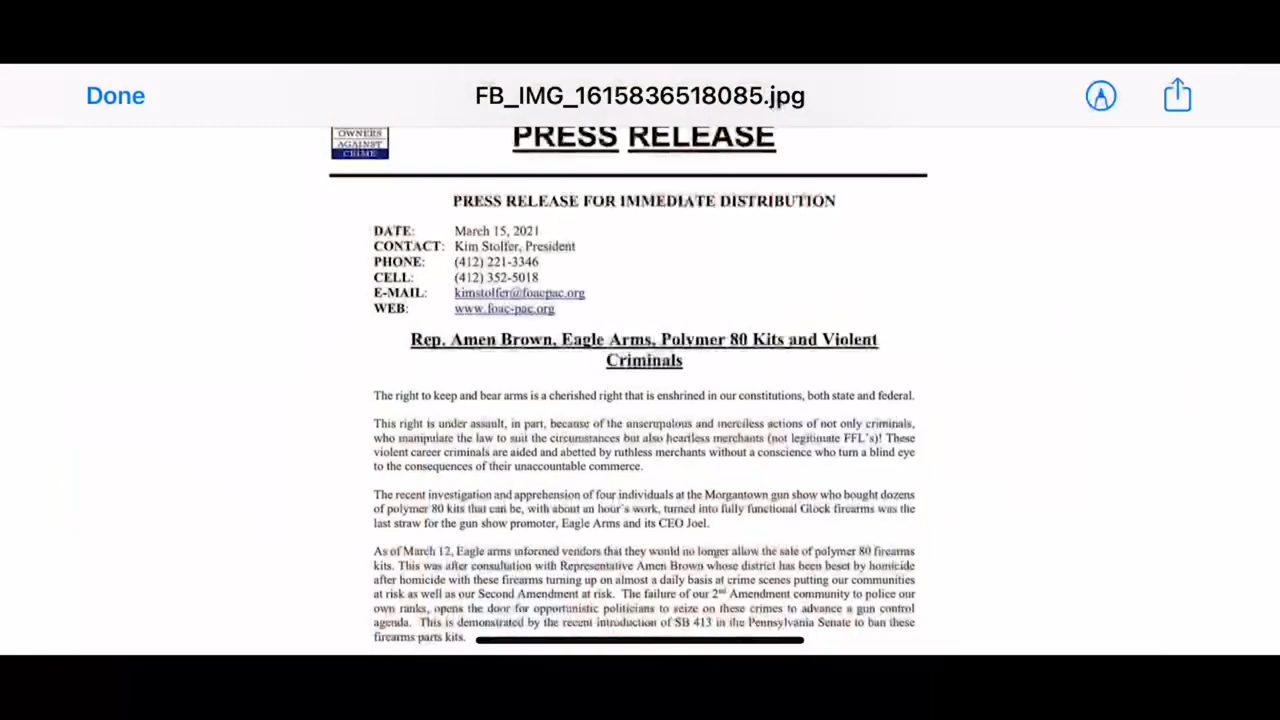 Done
FB_IMG_1615836518085.jpg
OWNERS
AGAINST
CRIME
PRESS RELEASE
PRESS RELEASE FOR IMMEDIATE DISTRIBUTION
DATE: March 15, 2021
CONTACT: Kim Stolfer, President
PHONE: (412) 221-3346
CELL: (412) 352-5018
E-MAIL: kimstolfer@foacpac.org
WEB: www.foac-pac.org
Rep. Amen Brown, Eagle Arms, Polymer 80 Kits and Violent
Criminals
The right to keep and bear arms is a cherished right that is enshrined in our constitutions, both state and federal.
This right is under assault, in part, because of the unscrupulous and merciless actions of not only criminals,
who manipulate the law to suit the circumstances but also heartless merchants (not legitimate FFL's)! These
violent career criminals are aided and abetted by ruthless merchants without a conscience who turn a blind eye
to the consequences of their unaccountable commerce.
The recent investigation and apprehension of four individuals at the Morgantown gun show who bought dozens
of polymer 80 kits that can be, with about an hour's work, turned into fully functional Glock firearms was the
last straw for the gun show promoter, Eagle Arms and its CEO Joel.
As of March 12, Eagle arms informed vendors that they would no longer allow the sale of polymer 80 firearms
kits. This was after consultation with Representative Amen Brown whose district has been beset by homicide
after homicide with these firearms turning up on almost a daily basis at crime scenes putting our communities
at risk as well as our Second Amendment at risk. The failure of our 2nd Amendment community to police our
own ranks, opens the door for opportunistic politicians to seize on these crimes to advance a gun control
agenda. This is demonstrated by the recent introduction of SB 413 in the Pennsylvania Senate to ban these
firearms parts kits.